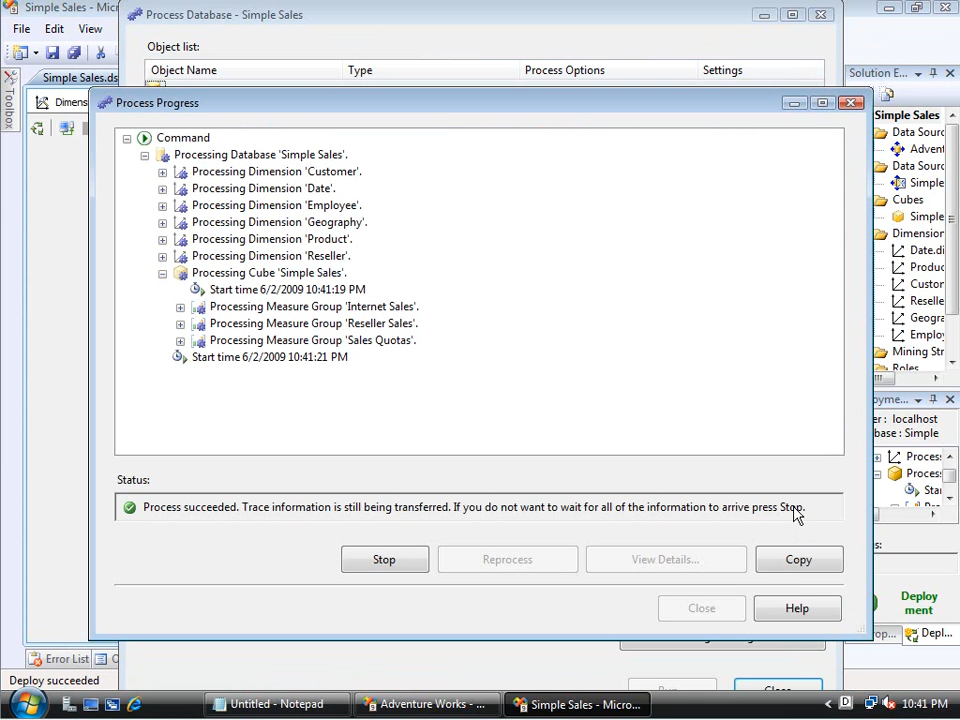 Simple Sales - Micros
Process Database - Simple Sales
File Edit View
Object list:
Simple Sales.ds
Object Name Type Process Options Settings
Solution E...
Toolbox
Dimens
Process Progress
Simple Sales
Data Sourc
Advent
Data Sourc
Simple
Cubes
Simple
Dimension
Date.di
Produc
Custor
Reselle
Geogra
Employ
Mining Str
Roles
Command
Processing Database 'Simple Sales'.
Processing Dimension 'Customer'.
Processing Dimension 'Date'.
Processing Dimension 'Employee'.
Processing Dimension 'Geography'.
Processing Dimension 'Product'.
Processing Dimension 'Reseller'.
Processing Cube 'Simple Sales'.
Start time 6/2/2009 10:41:19 PM
Processing Measure Group 'Internet Sales'.
Processing Measure Group 'Reseller Sales'.
Processing Measure Group 'Sales Quotas'.
Start time 6/2/2009 10:41:21 PM
oyme...
er : localhost
base : Simple
Proces:
Proces:
Star
Status:
Process succeeded. Trace information is still being transferred. If you do not want to wait for all of the information to arrive press Stop.
Stop Reprocess View Details... Copy
Close Help
Deploy
ment
Error List
Deploy succeeded
Deplo...
Untitled - Notepad
Adventure Works - ...
Simple Sales - Micro...
D
10:41 PM